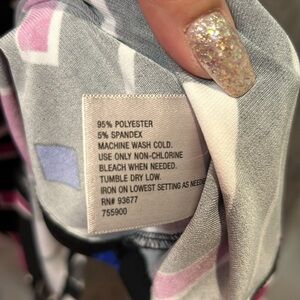 95% POLYESTER
5% SPANDEX
MACHINE WASH COLD.
USE ONLY NON-CHLORINE
BLEACH WHEN NEEDED.
TUMBLE DRY LOW.
IRON ON LOWEST SETTING AS NEED
RN# 93677
755900